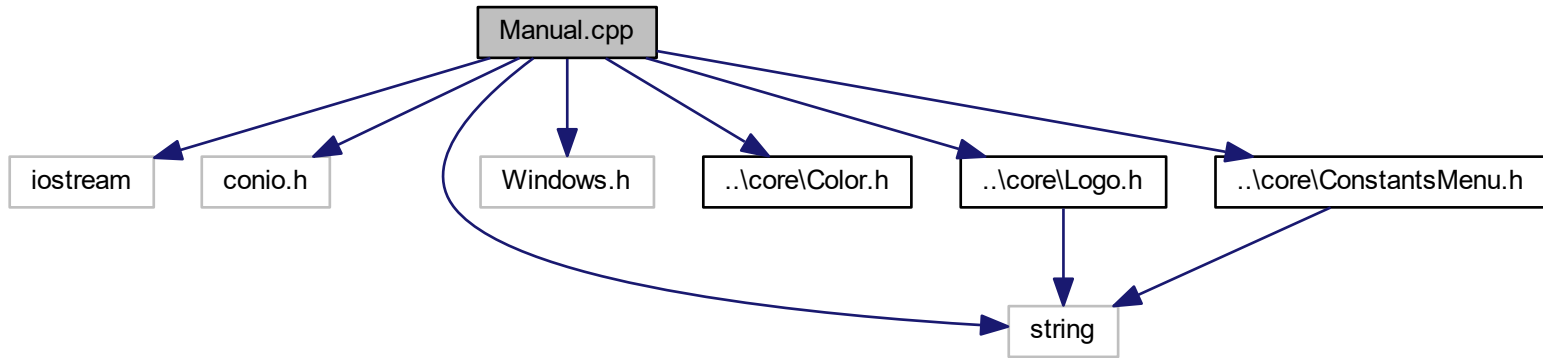 Manual.cpp
iostream
conio.h
Windows.h
..\core\Color.h
..\core\Logo.h
..\core\ConstantsMenu.h
string